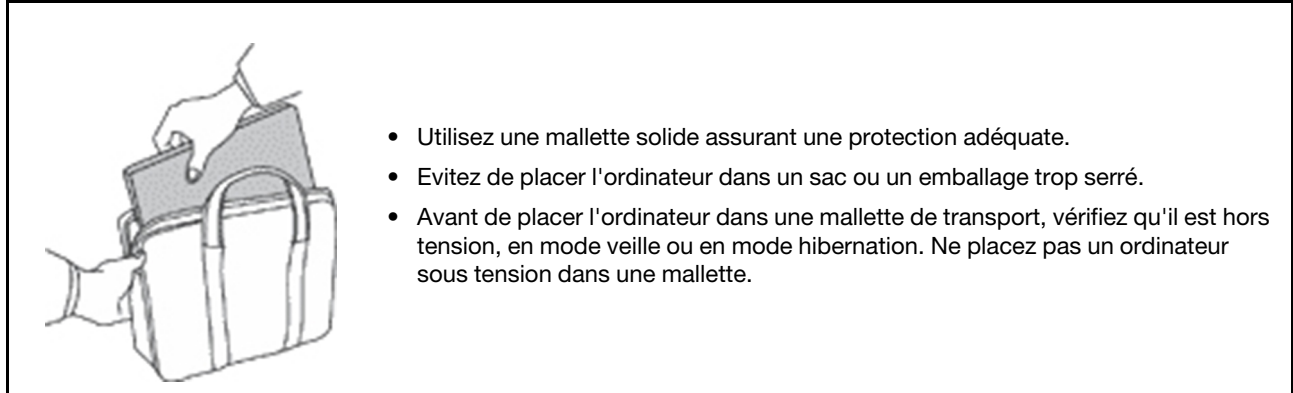 • Utilisez une mallette solide assurant une protection adéquate.
• Evitez de placer l'ordinateur dans un sac ou un emballage trop serré.
• Avant de placer l'ordinateur dans une mallette de transport, vérifiez qu'il est hors
tension, en mode veille ou en mode hibernation. Ne placez pas un ordinateur
sous tension dans une mallette.